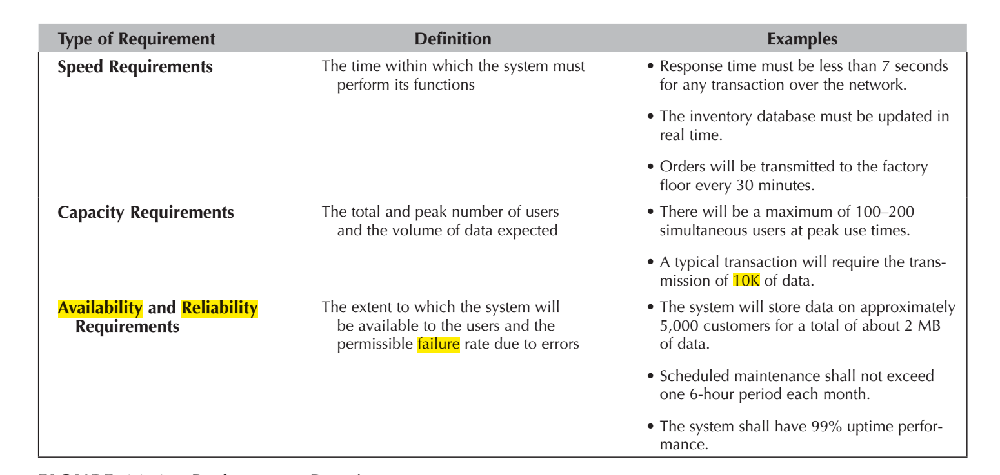 Type of Requirement Definition Examples
Speed Requirements
The time within which the system must
perform its functions
• Response time must be less than 7 seconds
for any transaction over the network.
• The inventory database must be updated in
real time.
• Orders will be transmitted to the factory
floor every 30 minutes.
Capacity Requirements
The total and peak number of users
and the volume of data expected
• There will be a maximum of 100–200
simultaneous users at peak use times.
• A typical transaction will require the trans-
mission of 10K of data.
Availability and Reliability
Requirements
The extent to which the system will
be available to the users and the
permissible failure rate due to errors
• The system will store data on approximately
5,000 customers for a total of about 2 MB
of data.
• Scheduled maintenance shall not exceed
one 6-hour period each month.
• The system shall have 99% uptime perfor-
mance.